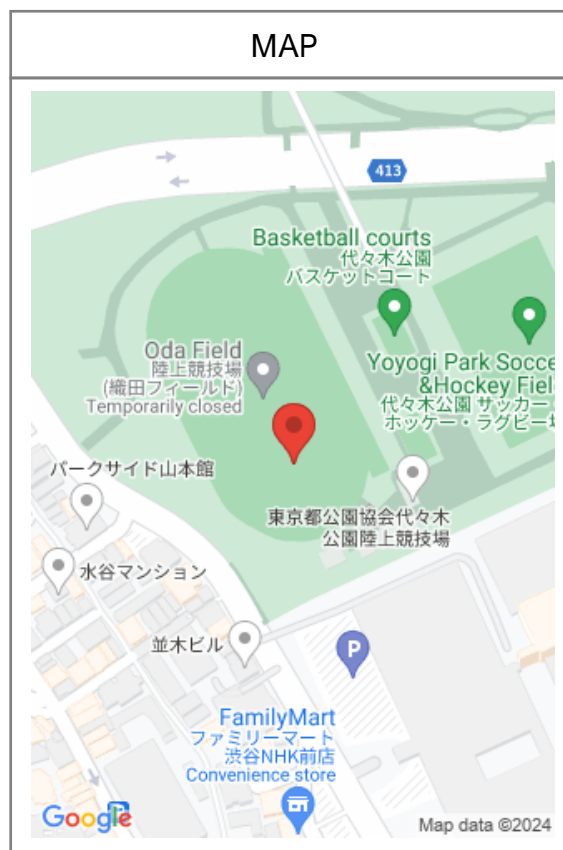 MAP
413
Basketball courts
代々木公園
バスケットコート
Oda Field
陸上競技場
(織田フィールド)
Temporarily closed
Yoyogi Park Socce
&Hockey Fiel
代々木公園 サッカー・
ホッケー・ラグビー場
パークサイド山本館
東京都公園協会代々木
公園陸上競技場
水谷マンション
並木ビル
P
FamilyMart
ファミリーマート
渋谷NHK前店
Convenience store
Google
Map data ©2024